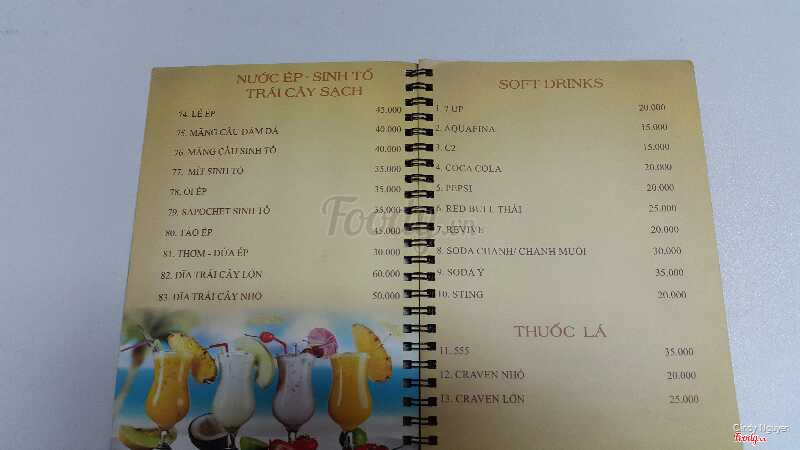 NƯỚC ÉP - SINH TỐ
TRÁI CÂY SẠCH
74. LÊ ÉP 45.000
75. MÃNG CẦU DẦM ĐÁ 40.000
76. MÃNG CẦU SINH TỐ 40.000
77. MÍT SINH TỐ 35.000
78. ỔI ÉP 35.000
79. SAPOCHET SINH TỐ 35.000
80. TÁO ÉP 45.000
81. THƠM - DỨA ÉP 30.000
82. DĨA TRÁI CÂY LỚN 60.000
83. DĨA TRÁI CÂY NHỎ 50.000
SOFT DRINKS
1. 7 UP 20.000
2. AQUAFINA 15.000
3. C2 15.000
4. COCA COLA 20.000
5. PEPSI 20.000
6. RED BULL THÁI 25.000
7. REVIVE 20.000
8. SODA CHANH/ CHANH MUỐI 30.000
9. SODA Ý 35.000
10. STING 20.000
THUỐC LÁ
11. 555 35.000
12. CRAVEN NHỎ 20.000
13. CRAVEN LỚN 25.000
Foody.vn
Cindy Nguyen
Foody.vn